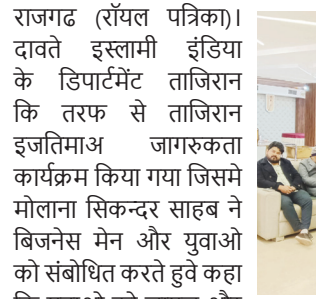 राजगढ (रॉयल पत्रिका)।
दावते इस्लामी इंडिया
के डिपार्टमेंट ताजिरान
कि तरफ से ताजिरान
इजतिमाअ जागरुकता
कार्यक्रम किया गया जिसमे
मोलाना सिकन्दर साहब ने
बिजनेस मेन और युवाओ
को संबोधित करते हुवे कहा